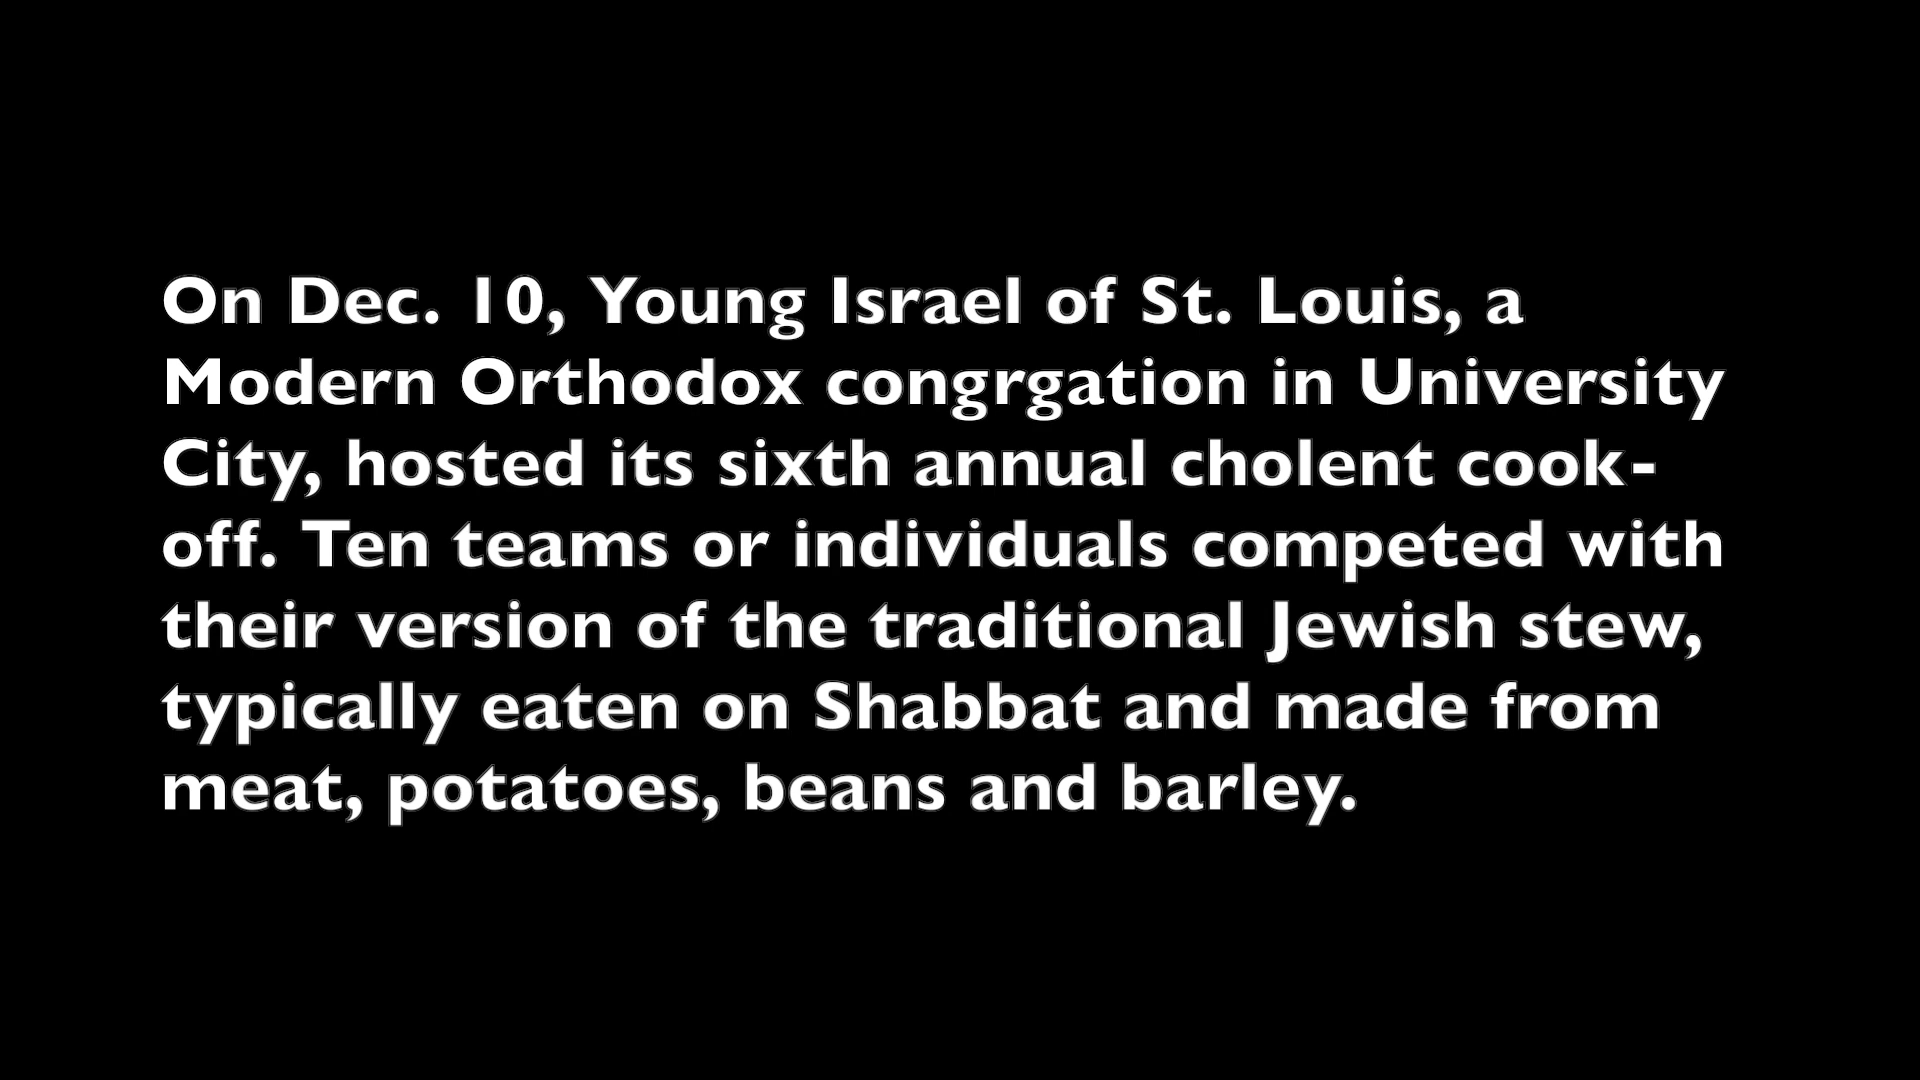 On Dec. 10, Young Israel of St. Louis, a
Modern Orthodox congrgation in University
City, hosted its sixth annual cholent cook-
off. Ten teams or individuals competed with
their version of the traditional Jewish stew,
typically eaten on Shabbat and made from
meat, potatoes, beans and barley.